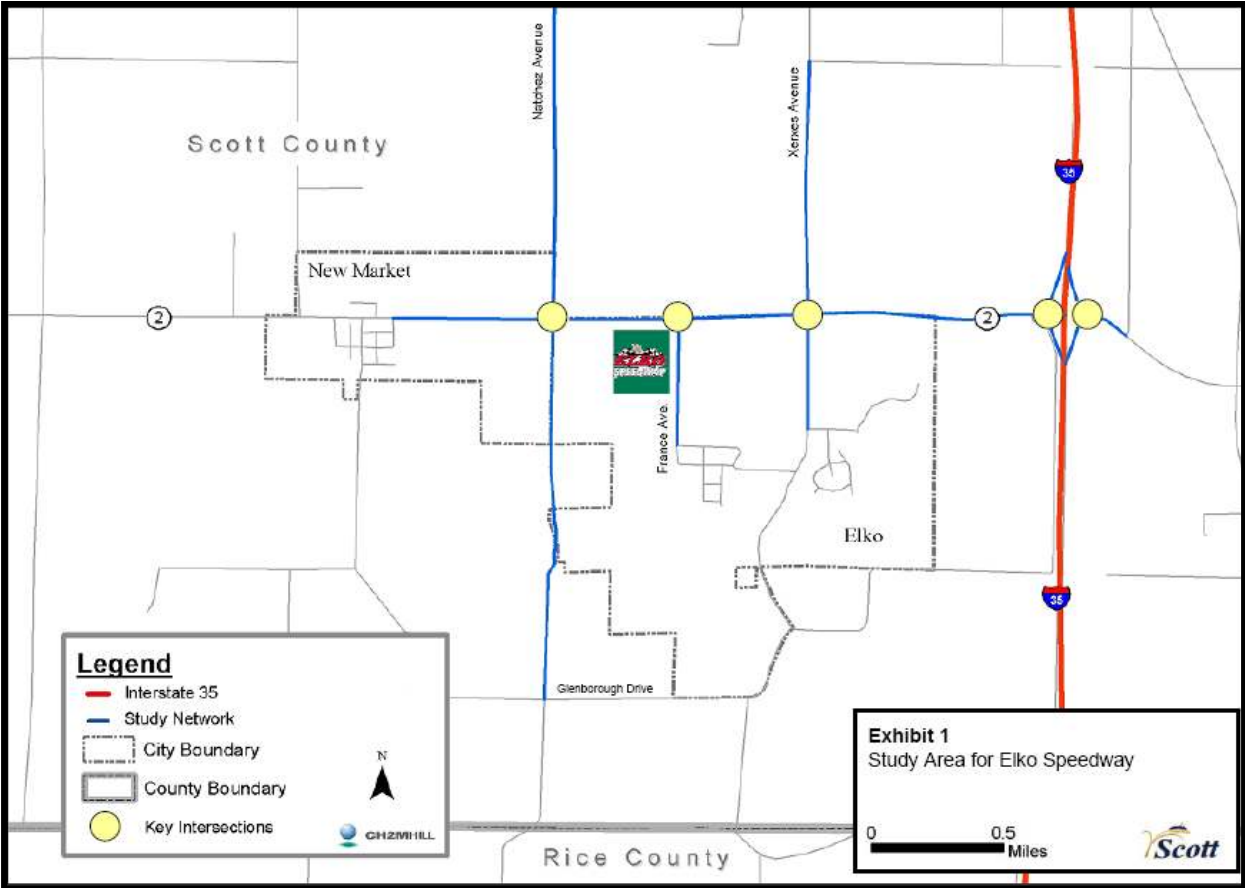 Natchez Avenue
Xerxes Avenue
Scott County
35
New Market
2
2
France Ave.
Elko
35
Glenborough Drive
Legend
Interstate 35
Study Network
City Boundary
County Boundary
Key Intersections
N
CH2MHILL
Exhibit 1
Study Area for Elko Speedway
0 0.5
Miles
Scott
Rice County